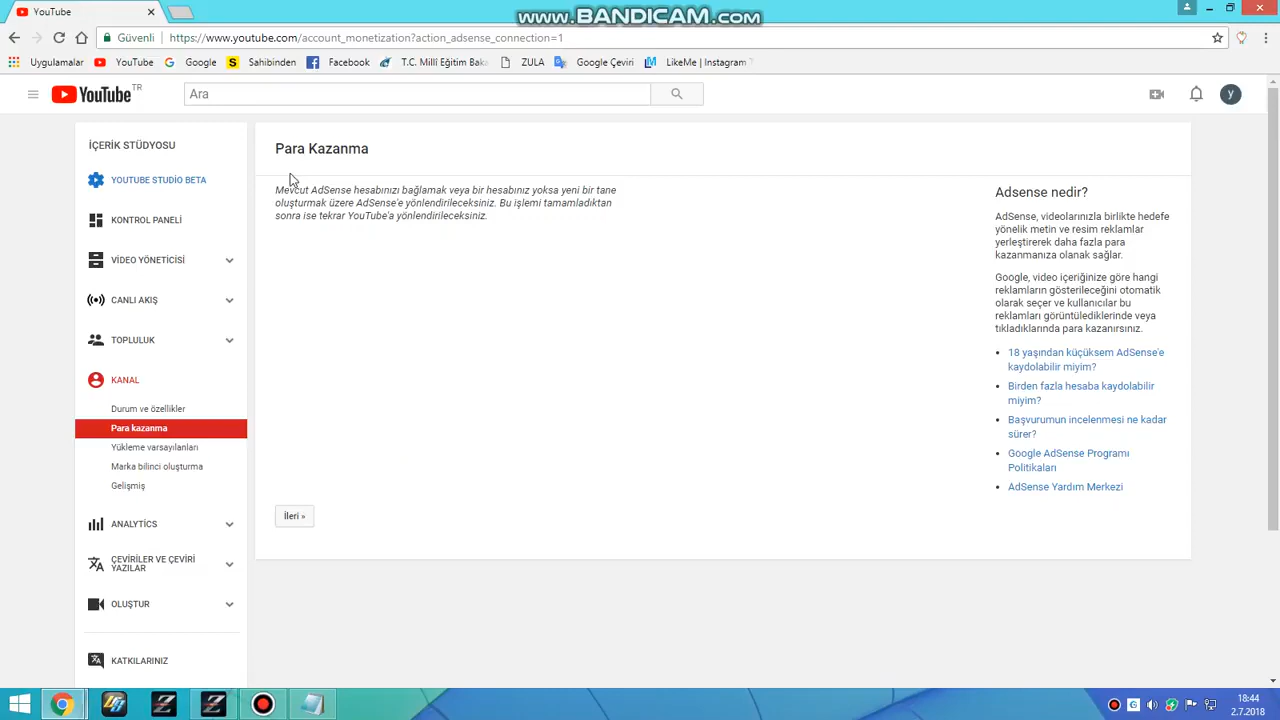 YouTube
www.BANDICAM.com
Güvenli
https://www.youtube.com/account_monetization?action_adsense_connection=1
Uygulamalar
YouTube
Google
Sahibinden
Facebook
T.C. Millî Eğitim Baka
ZULA
Google Çeviri
LikeMe | Instagram
YouTube TR
Ara
y
İÇERİK STÜDYOSU
YOUTUBE STUDİO BETA
KONTROL PANELİ
VİDEO YÖNETİCİSİ
CANLI AKIŞ
TOPLULUK
KANAL
Durum ve özellikler
Para kazanma
Yükleme varsayılanları
Marka bilinci oluşturma
Gelişmiş
ANALYTİCS
ÇEVİRİLER VE ÇEVİRİ
YAZILAR
OLUŞTUR
KATKILARINIZ
Para Kazanma
Mevcut AdSense hesabınızı bağlamak veya bir hesabınız yoksa yeni bir tane
oluşturmak üzere AdSense'e yönlendirileceksiniz. Bu işlemi tamamladıktan
sonra ise tekrar YouTube'a yönlendirileceksiniz.
İleri »
Adsense nedir?
AdSense, videolarınızla birlikte hedefe
yönelik metin ve resim reklamlar
yerleştirerek daha fazla para
kazanmanıza olanak sağlar.
Google, video içeriğinize göre hangi
reklamların gösterileceğini otomatik
olarak seçer ve kullanıcılar bu
reklamları görüntülediklerinde veya
tıkladıklarında para kazanırsınız.
18 yaşından küçüksem AdSense'e
kaydolabilir miyim?
Birden fazla hesaba kaydolabilir
miyim?
Başvurumun incelenmesi ne kadar
sürer?
Google AdSense Programı
Politikaları
AdSense Yardım Merkezi
18:44
2.7.2018